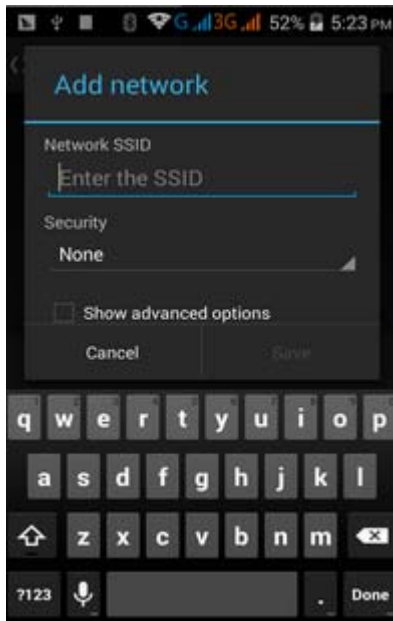 G 3G 52% 5:23 PM
Add network
Network SSID
Enter the SSID
Security
None
Show advanced options
Cancel Save
q w e r t y u i o p
a s d f g h j k l
z x c v b n m
?123 . Done